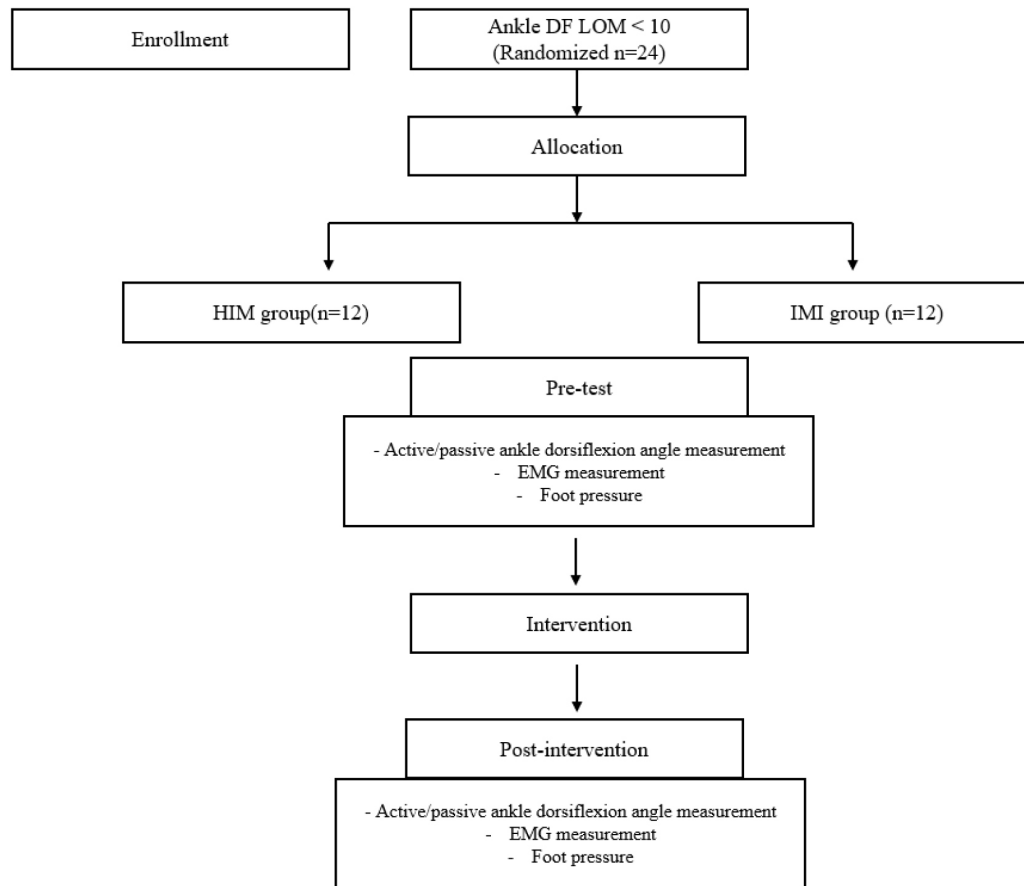 Enrollment
Ankle DF LOM < 10
(Randomized n=24)
Allocation
HIM group(n=12)
IMI group (n=12)
Pre-test
- Active/passive ankle dorsiflexion angle measurement
- EMG measurement
- Foot pressure
Intervention
Post-intervention
- Active/passive ankle dorsiflexion angle measurement
- EMG measurement
- Foot pressure